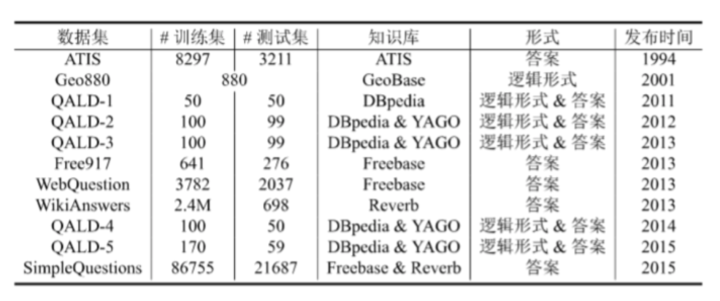 数据集 # 训练集 # 测试集 知识库 形式 发布时间
ATIS 8297 3211 ATIS 答案 1994
Geo880 880 GeoBase 逻辑形式 2001
QALD-1 50 50 DBpedia 逻辑形式 & 答案 2011
QALD-2 100 99 DBpedia & YAGO 逻辑形式 & 答案 2012
QALD-3 100 99 DBpedia & YAGO 逻辑形式 & 答案 2013
Free917 641 276 Freebase 答案 2013
WebQuestion 3782 2037 Freebase 答案 2013
WikiAnswers 2.4M 698 Reverb 答案 2013
QALD-4 100 50 DBpedia & YAGO 逻辑形式 & 答案 2014
QALD-5 170 59 DBpedia & YAGO 逻辑形式 & 答案 2015
SimpleQuestions 86755 21687 Freebase & Reverb 答案 2015